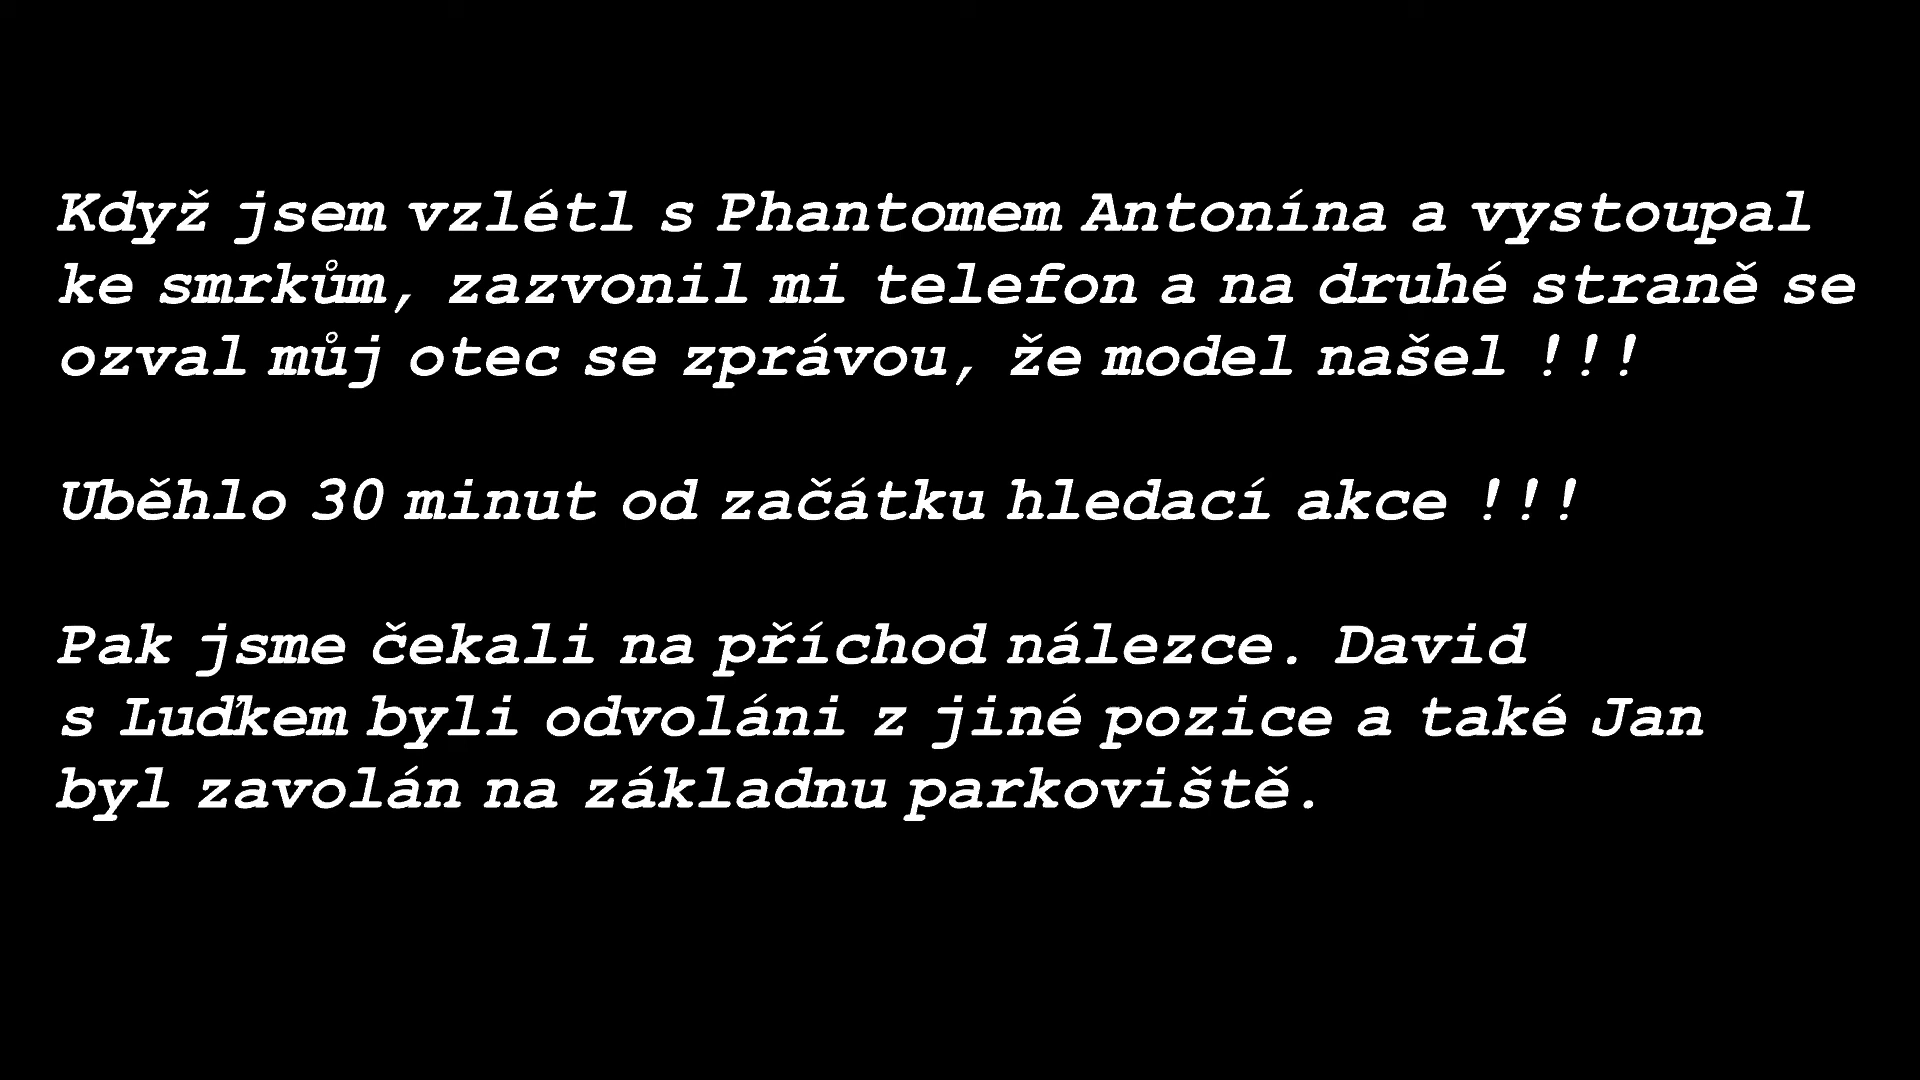 Když jsem vzlétl s Phantomem Antonína a vystoupal
ke smrkům, zazvonil mi telefon a na druhé straně se
ozval můj otec se zprávou, že model našel !!!
Uběhlo 30 minut od začátku hledací akce !!!
Pak jsme čekali na příchod nálezce. David
s Luďkem byli odvoláni z jiné pozice a také Jan
byl zavolán na základnu parkoviště.